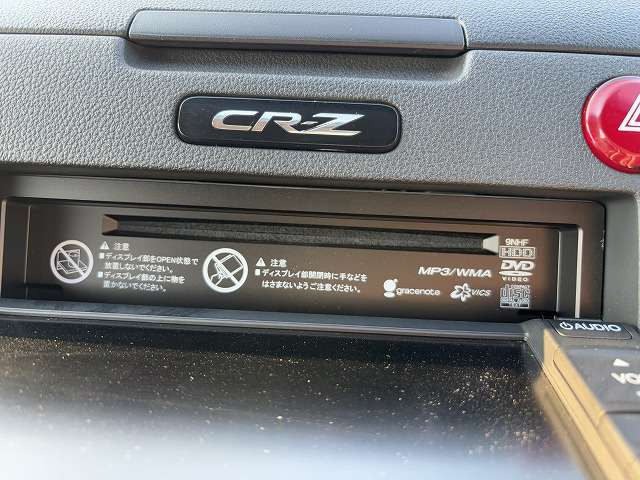 CR-Z
9NHF
HDD
⚠ 注意
■ディスプレイ部をOPEN状態で
放置しないでください。
■ディスプレイ部の上に物を
置かないでください。
⚠ 注意
■ディスプレイ部開閉時に手などを
はさまないようご注意ください。
MP3/WMA
DVD
VIDEO
gracenote
VICS
COMPACT
disc
AUDIO
VOL